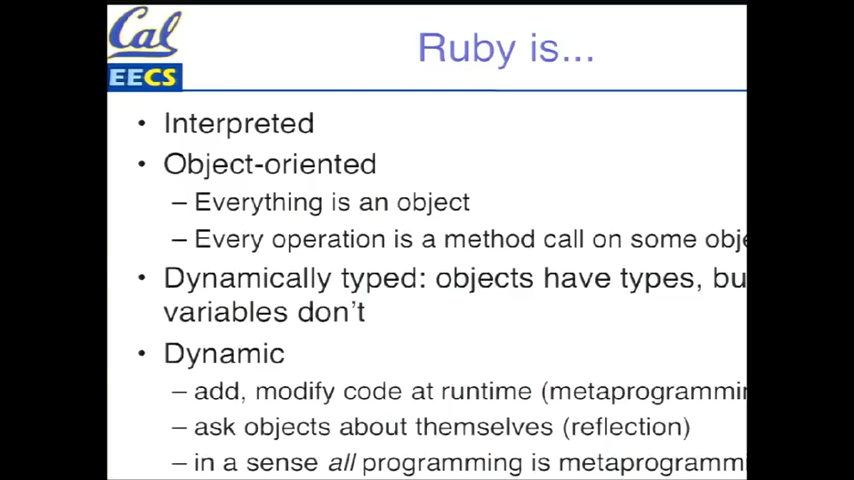 Cal
EECS
Ruby is...
• Interpreted
• Object-oriented
– Everything is an object
– Every operation is a method call on some obje
• Dynamically typed: objects have types, bu
variables don't
• Dynamic
– add, modify code at runtime (metaprogrammin
– ask objects about themselves (reflection)
– in a sense all programming is metaprogrammi